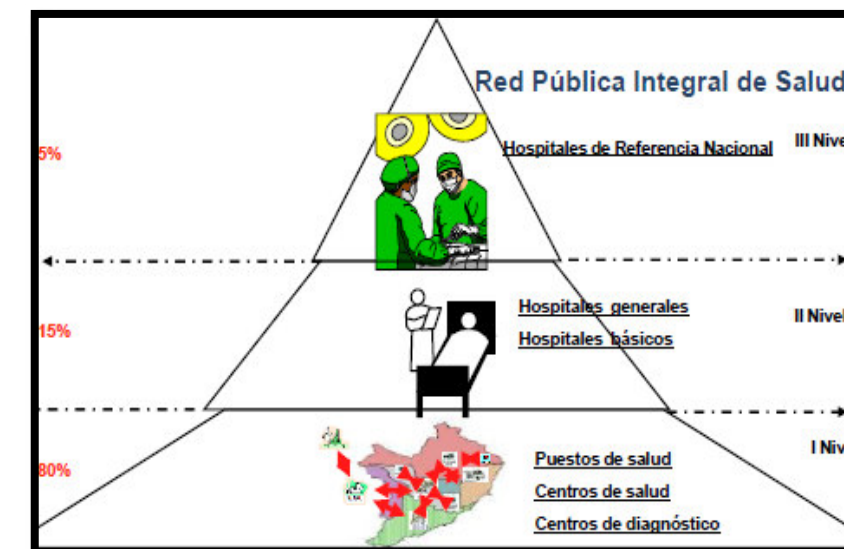 Red Pública Integral de Salud
5%
Hospitales de Referencia Nacional
III Nive
15%
Hospitales generales
Hospitales básicos
II Nivel
80%
I Niv
Puestos de salud
Centros de salud
Centros de diagnóstico